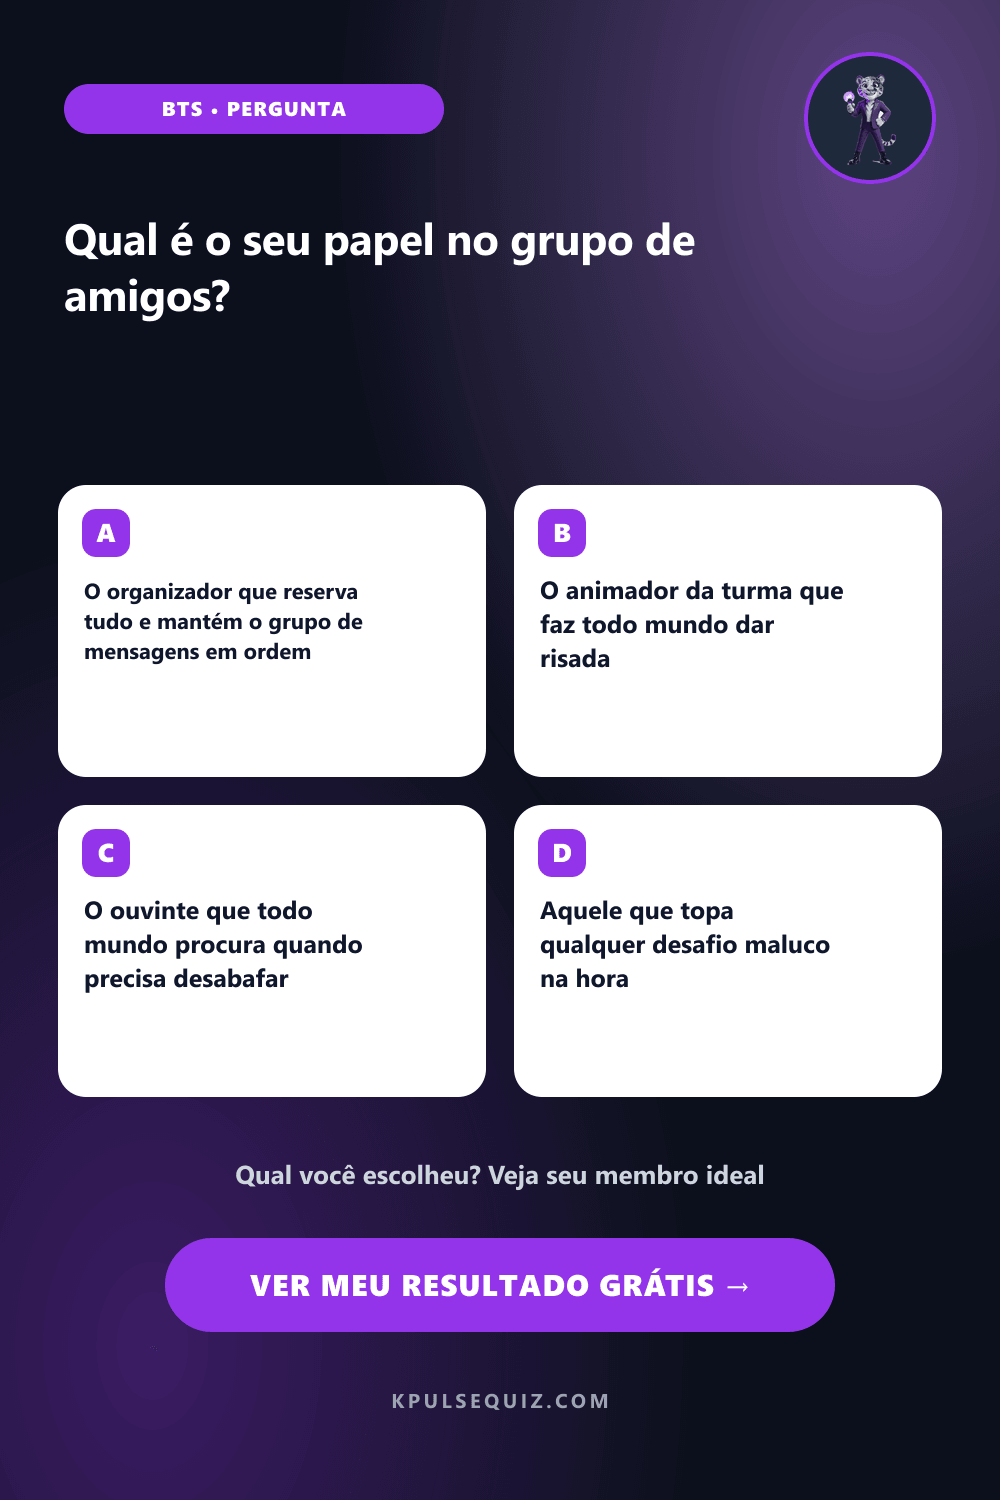 BTS • PERGUNTA
Qual é o seu papel no grupo de
amigos?
A
O organizador que reserva
tudo e mantém o grupo de
mensagens em ordem
B
O animador da turma que
faz todo mundo dar
risada
C
O ouvinte que todo
mundo procura quando
precisa desabafar
D
Aquele que topa
qualquer desafio maluco
na hora
Qual você escolheu? Veja seu membro ideal
VER MEU RESULTADO GRÁTIS →
KPULSEQUIZ.COM